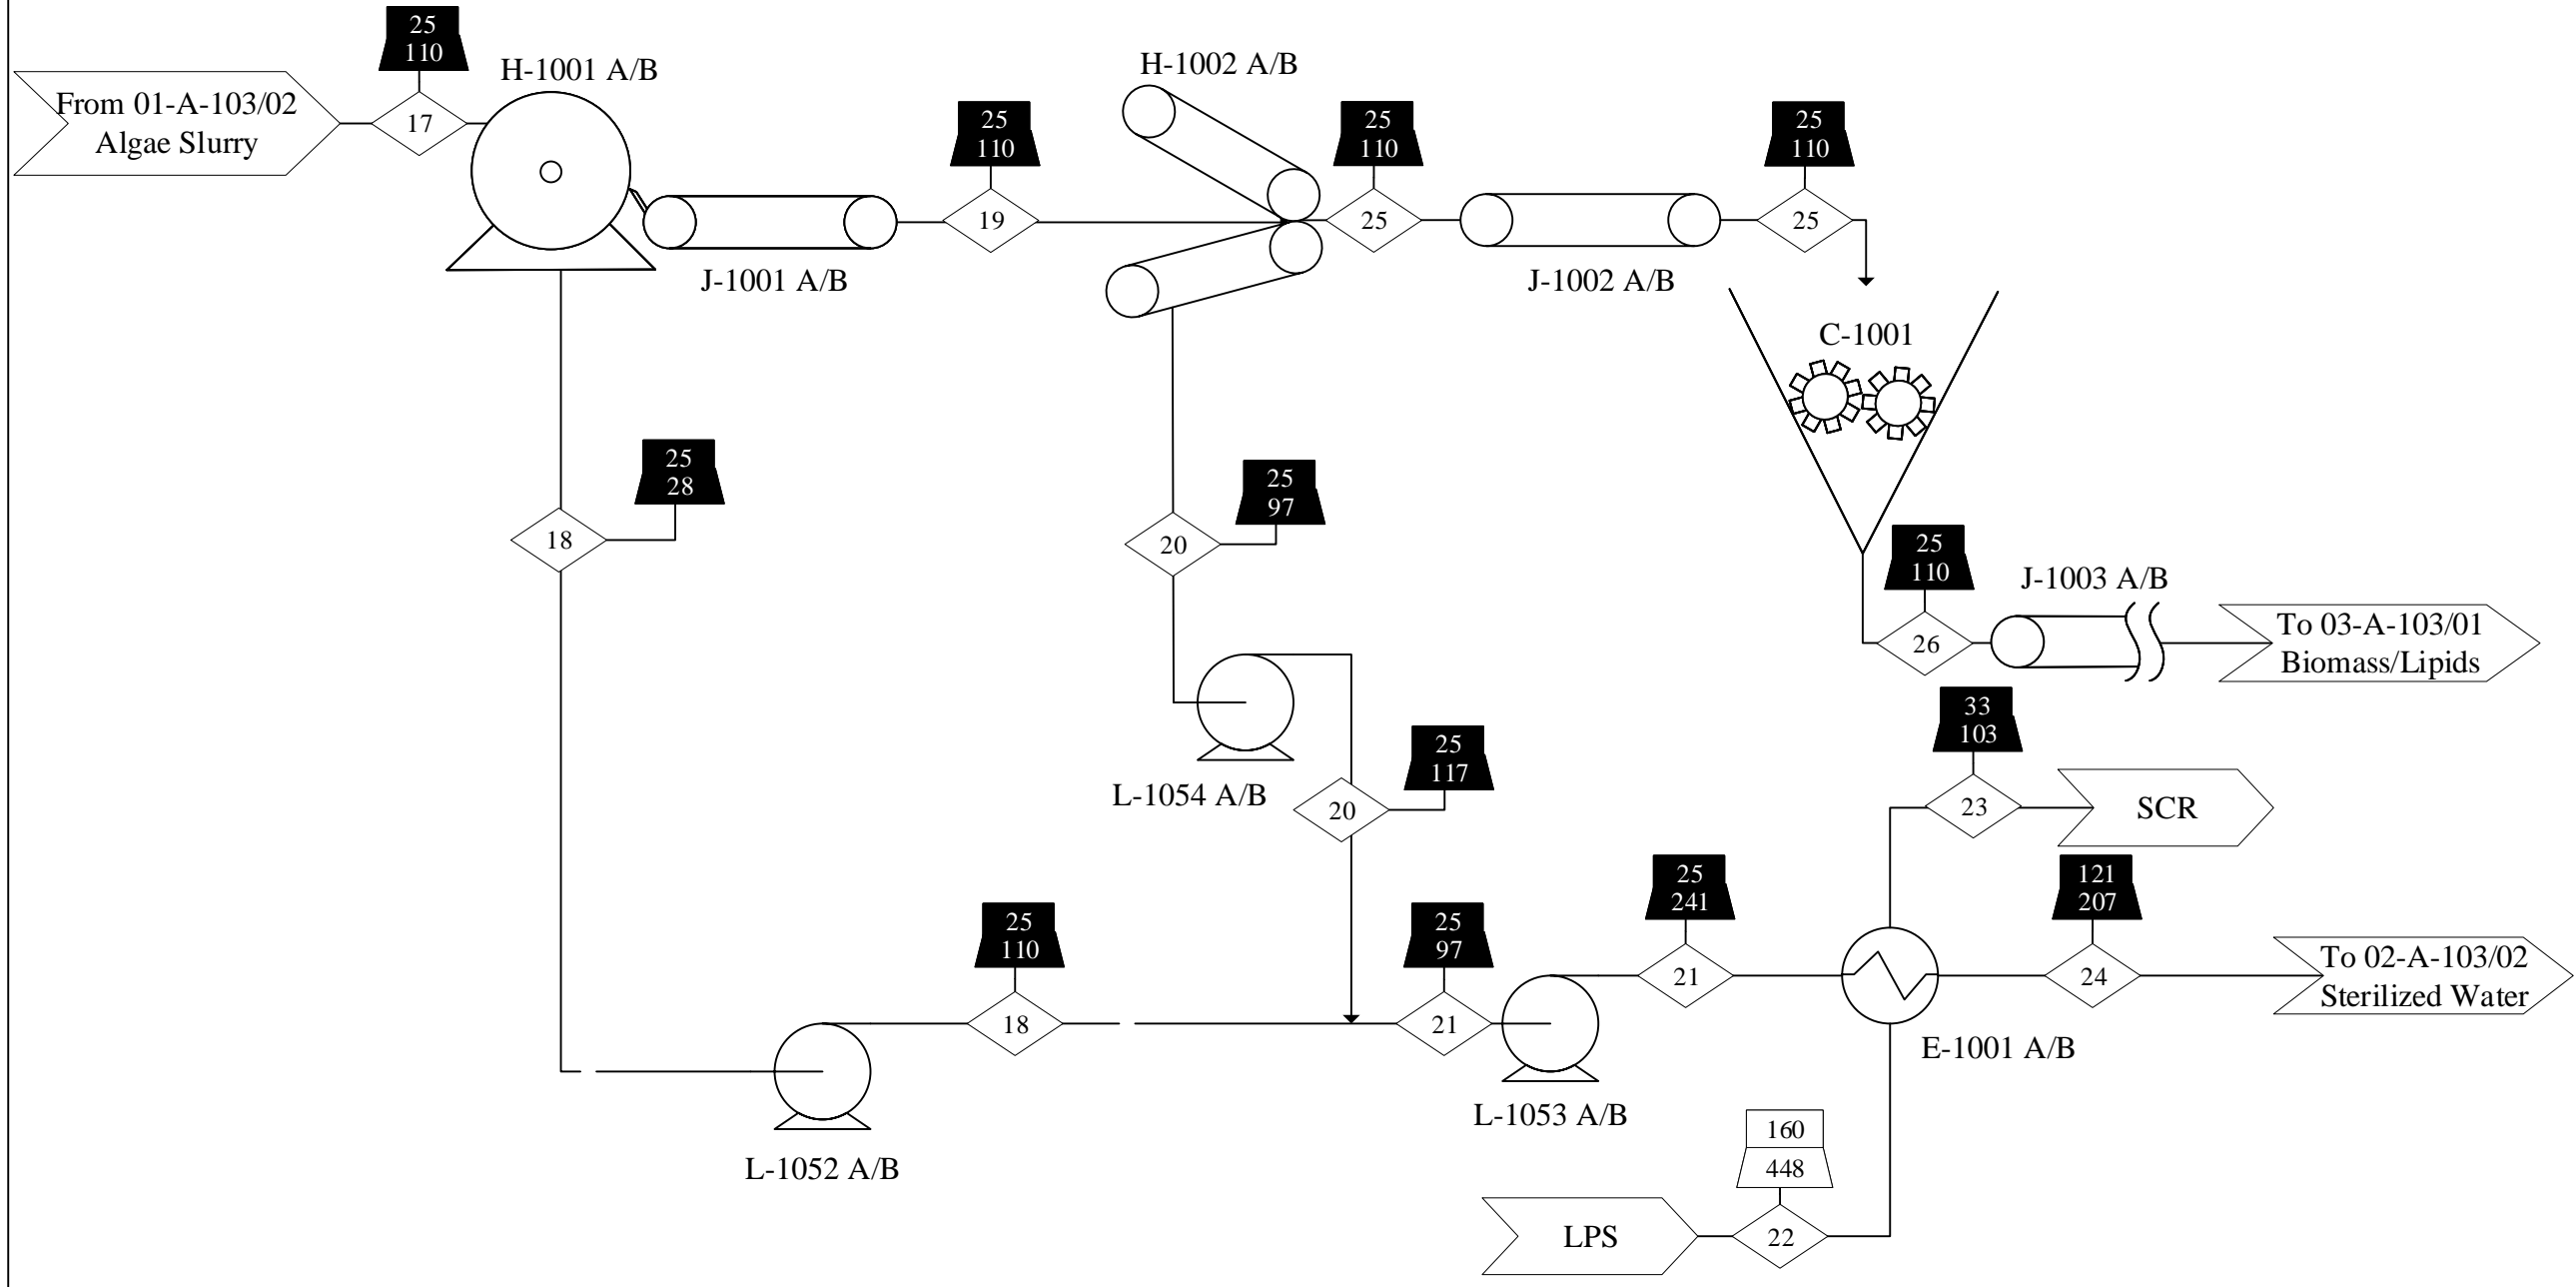 25
110
H-1001 A/B
H-1002 A/B
From 01-A-103/02
Algae Slurry
17
25
110
19
25
110
25
25
110
25
J-1001 A/B
J-1002 A/B
C-1001
25
28
18
25
97
20
25
110
26
J-1003 A/B
To 03-A-103/01
Biomass/Lipids
L-1054 A/B
25
117
20
33
103
23
SCR
25
110
18
25
97
21
25
241
21
121
207
24
To 02-A-103/02
Sterilized Water
E-1001 A/B
L-1052 A/B
L-1053 A/B
160
448
LPS
22